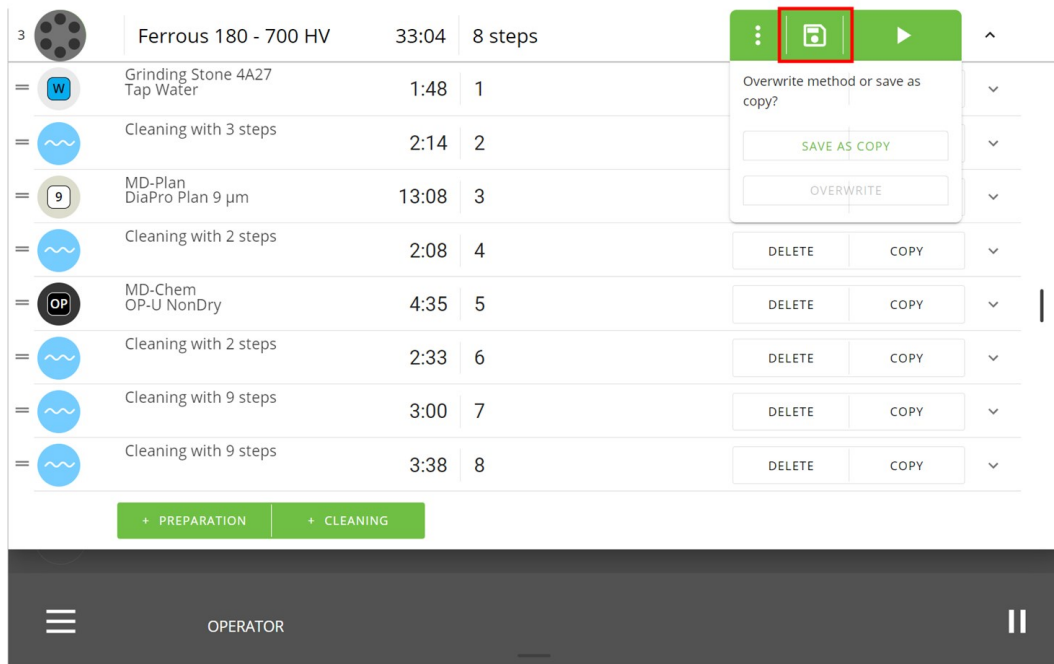 3 Ferrous 180 - 700 HV 33:04 8 steps
Overwrite method or save as
copy?
SAVE AS COPY
OVERWRITE
W Grinding Stone 4A27
Tap Water 1:48 1
Cleaning with 3 steps 2:14 2
9 MD-Plan
DiaPro Plan 9 µm 13:08 3
Cleaning with 2 steps 2:08 4 DELETE COPY
OP MD-Chem
OP-U NonDry 4:35 5 DELETE COPY
Cleaning with 2 steps 2:33 6 DELETE COPY
Cleaning with 9 steps 3:00 7 DELETE COPY
Cleaning with 9 steps 3:38 8 DELETE COPY
+ PREPARATION + CLEANING
OPERATOR